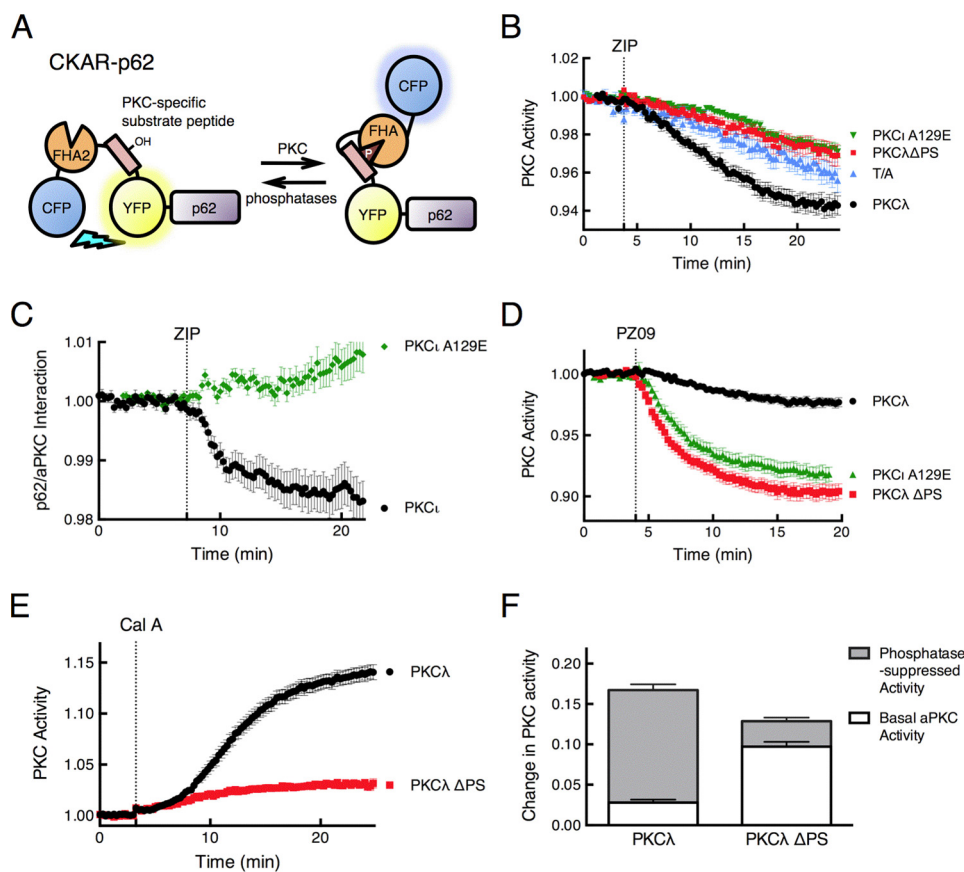 A
CKAR-p62
PKC-specific
substrate peptide
OH
FHA2
CFP
YFP
p62
PKC
phosphatases
CFP
FHA
P
YFP
p62
B
ZIP
PKC Activity
1.02
1.00
0.98
0.96
0.94
0
5
10
15
20
Time (min)
PKCι A129E
PKCλΔPS
T/A
PKCλ
C
ZIP
p62/aPKC Interaction
1.01
1.00
0.99
0.98
0
10
20
Time (min)
PKCι A129E
PKCι
D
PZ09
PKC Activity
1.00
0.95
0.90
0
5
10
15
20
Time (min)
PKCλ
PKCι A129E
PKCλ ΔPS
E
Cal A
PKC Activity
1.15
1.10
1.05
1.00
0
10
20
Time (min)
PKCλ
PKCλ ΔPS
F
Change in PKC activity
0.20
0.15
0.10
0.05
0.00
PKCλ
PKCλ ΔPS
Phosphatase
-suppressed
Activity
Basal aPKC
Activity